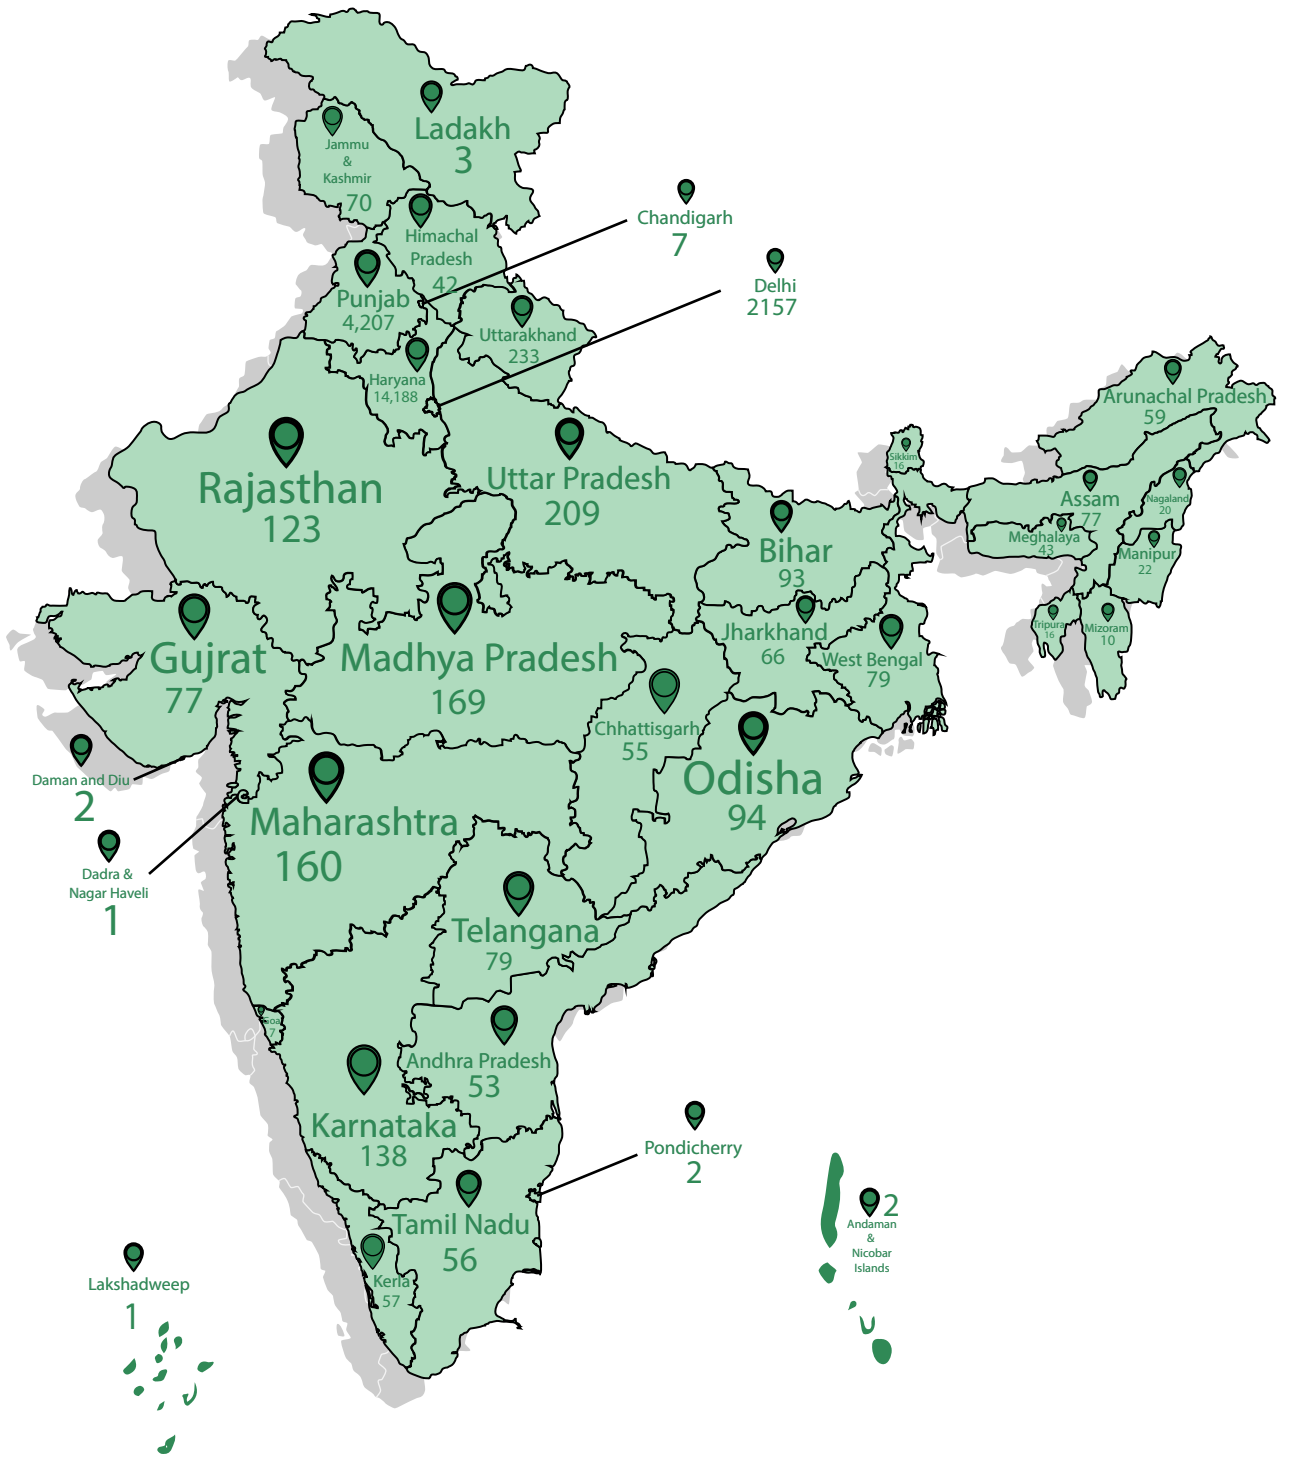 Ladakh
3
Jammu
&
Kashmir
70
Chandigarh
7
Himachal
Pradesh
42
Delhi
2157
Punjab
4,207
Uttarakhand
233
Haryana
14,188
Arunachal Pradesh
59
Rajasthan
123
Uttar Pradesh
209
Sikkim
16
Assam
77
Nagaland
20
Meghalaya
43
Manipur
22
Bihar
93
Tripura
16
Mizoram
10
Jharkhand
66
West Bengal
79
Gujrat
77
Madhya Pradesh
169
Chhattisgarh
55
Odisha
94
Daman and Diu
2
Maharashtra
160
Dadra &
Nagar Haveli
1
Telangana
79
Goa
7
Andhra Pradesh
53
Karnataka
138
Pondicherry
2
Tamil Nadu
56
2
Andaman
&
Nicobar
Islands
Kerla
57
Lakshadweep
1